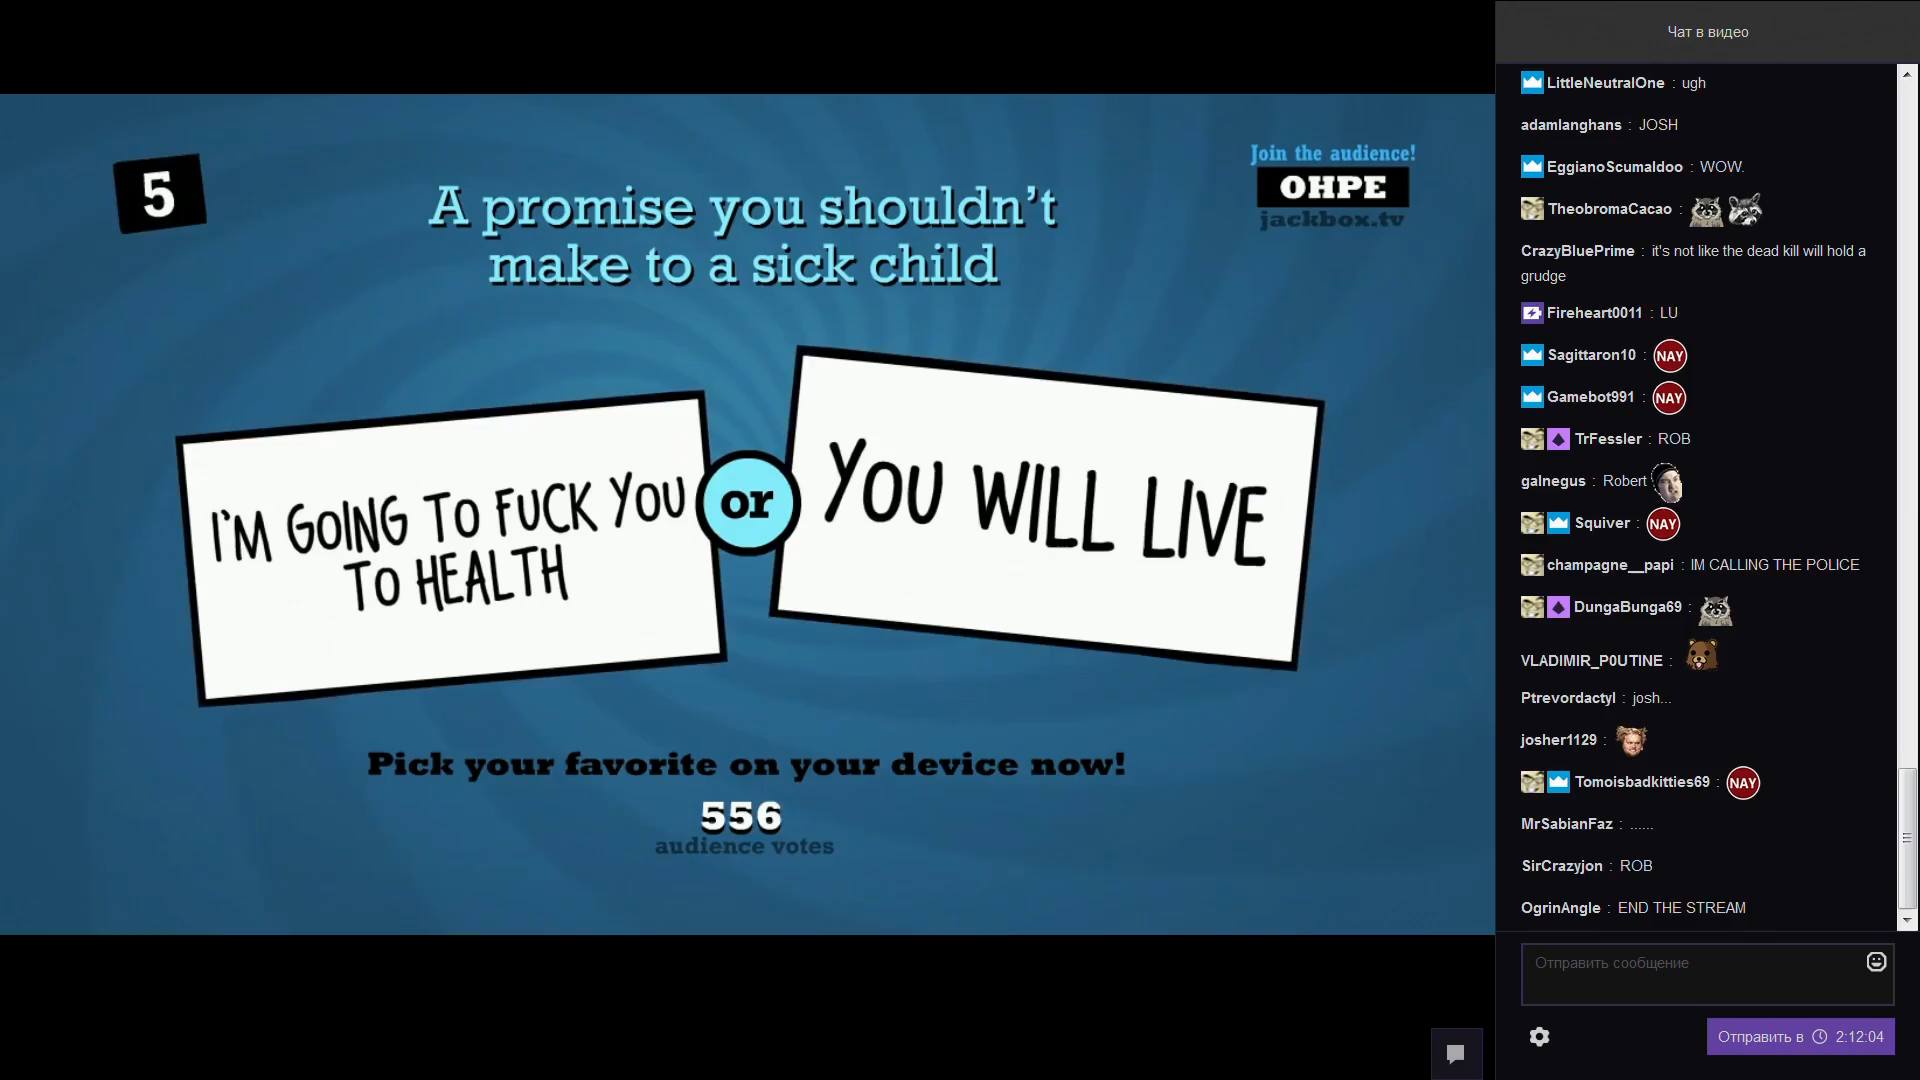 5
A promise you shouldn't
make to a sick child
Join the audience!
OHPE
jackbox.tv
I'M GOING TO FUCK YOU
TO HEALTH
or
YOU WILL LIVE
Pick your favorite on your device now!
556
audience votes
Чат в видео
LittleNeutralOne : ugh
adamlanghans : JOSH
EggianoScumaldoo : WOW.
TheobromaCacao :
CrazyBluePrime : it's not like the dead kill will hold a
grudge
Fireheart0011 : LU
Sagittaron10 : NAY
Gamebot991 : NAY
TrFessler : ROB
galnegus : Robert
Squiver : NAY
champagne__papi : IM CALLING THE POLICE
DungaBunga69 :
VLADIMIR_P0UTINE :
Ptrevordactyl : josh...
josher1129 :
Tomoisbadkitties69 : NAY
MrSabianFaz : ......
SirCrazyjon : ROB
OgrinAngle : END THE STREAM
Отправить сообщение
Отправить в 2:12:04